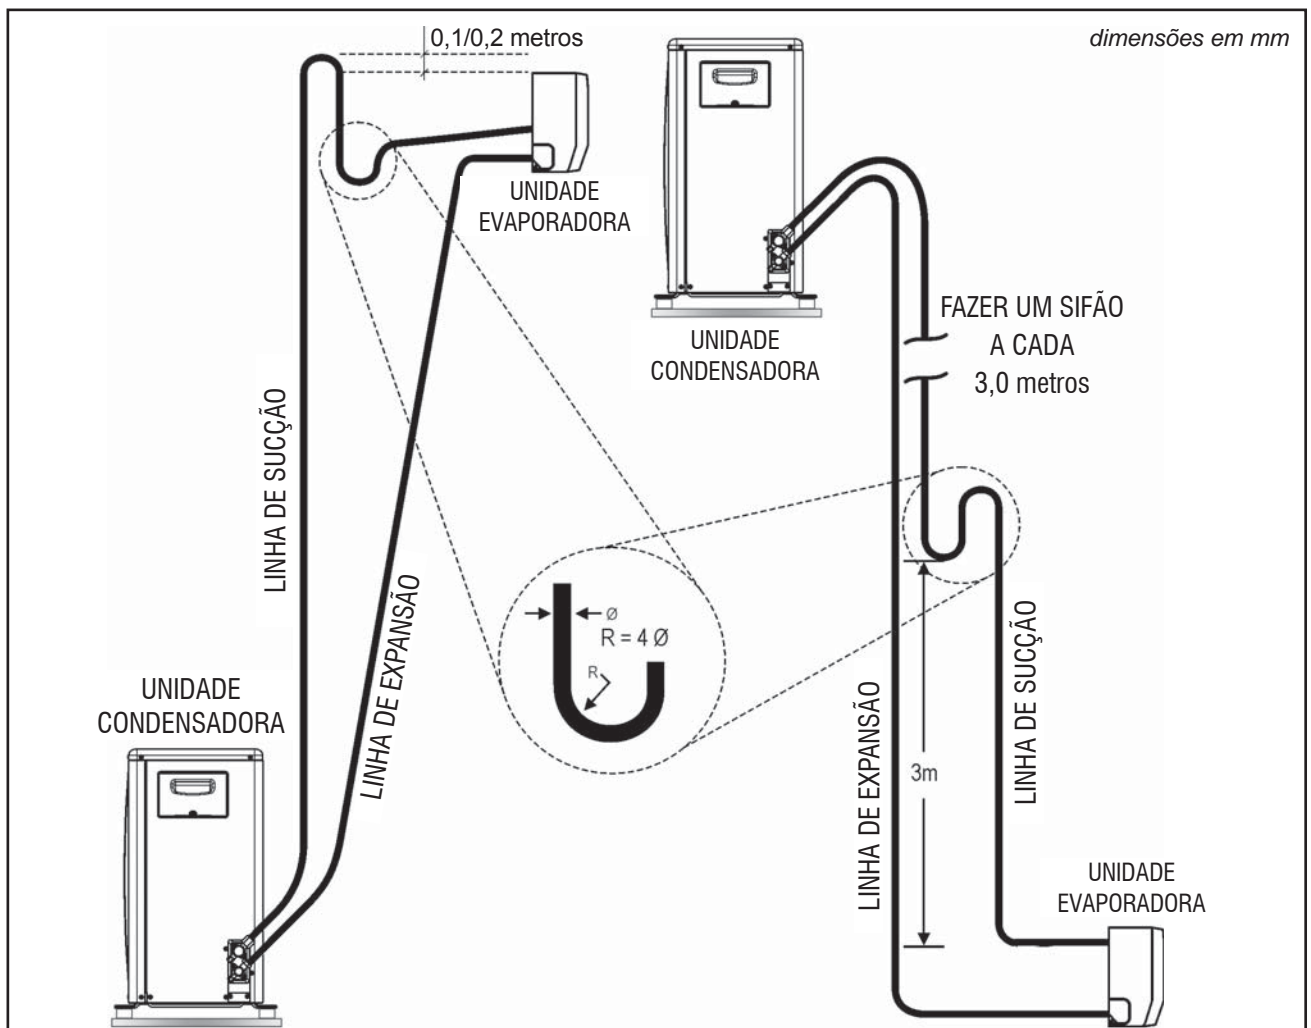 0,1/0,2 metros
dimensões em mm
UNIDADE
EVAPORADORA
UNIDADE
CONDENSADORA
FAZER UM SIFÃO
A CADA
3,0 metros
LINHA DE SUCÇÃO
LINHA DE EXPANSÃO
Ø
R = 4 Ø
R
UNIDADE
CONDENSADORA
LINHA DE EXPANSÃO
3m
LINHA DE SUCÇÃO
UNIDADE
EVAPORADORA